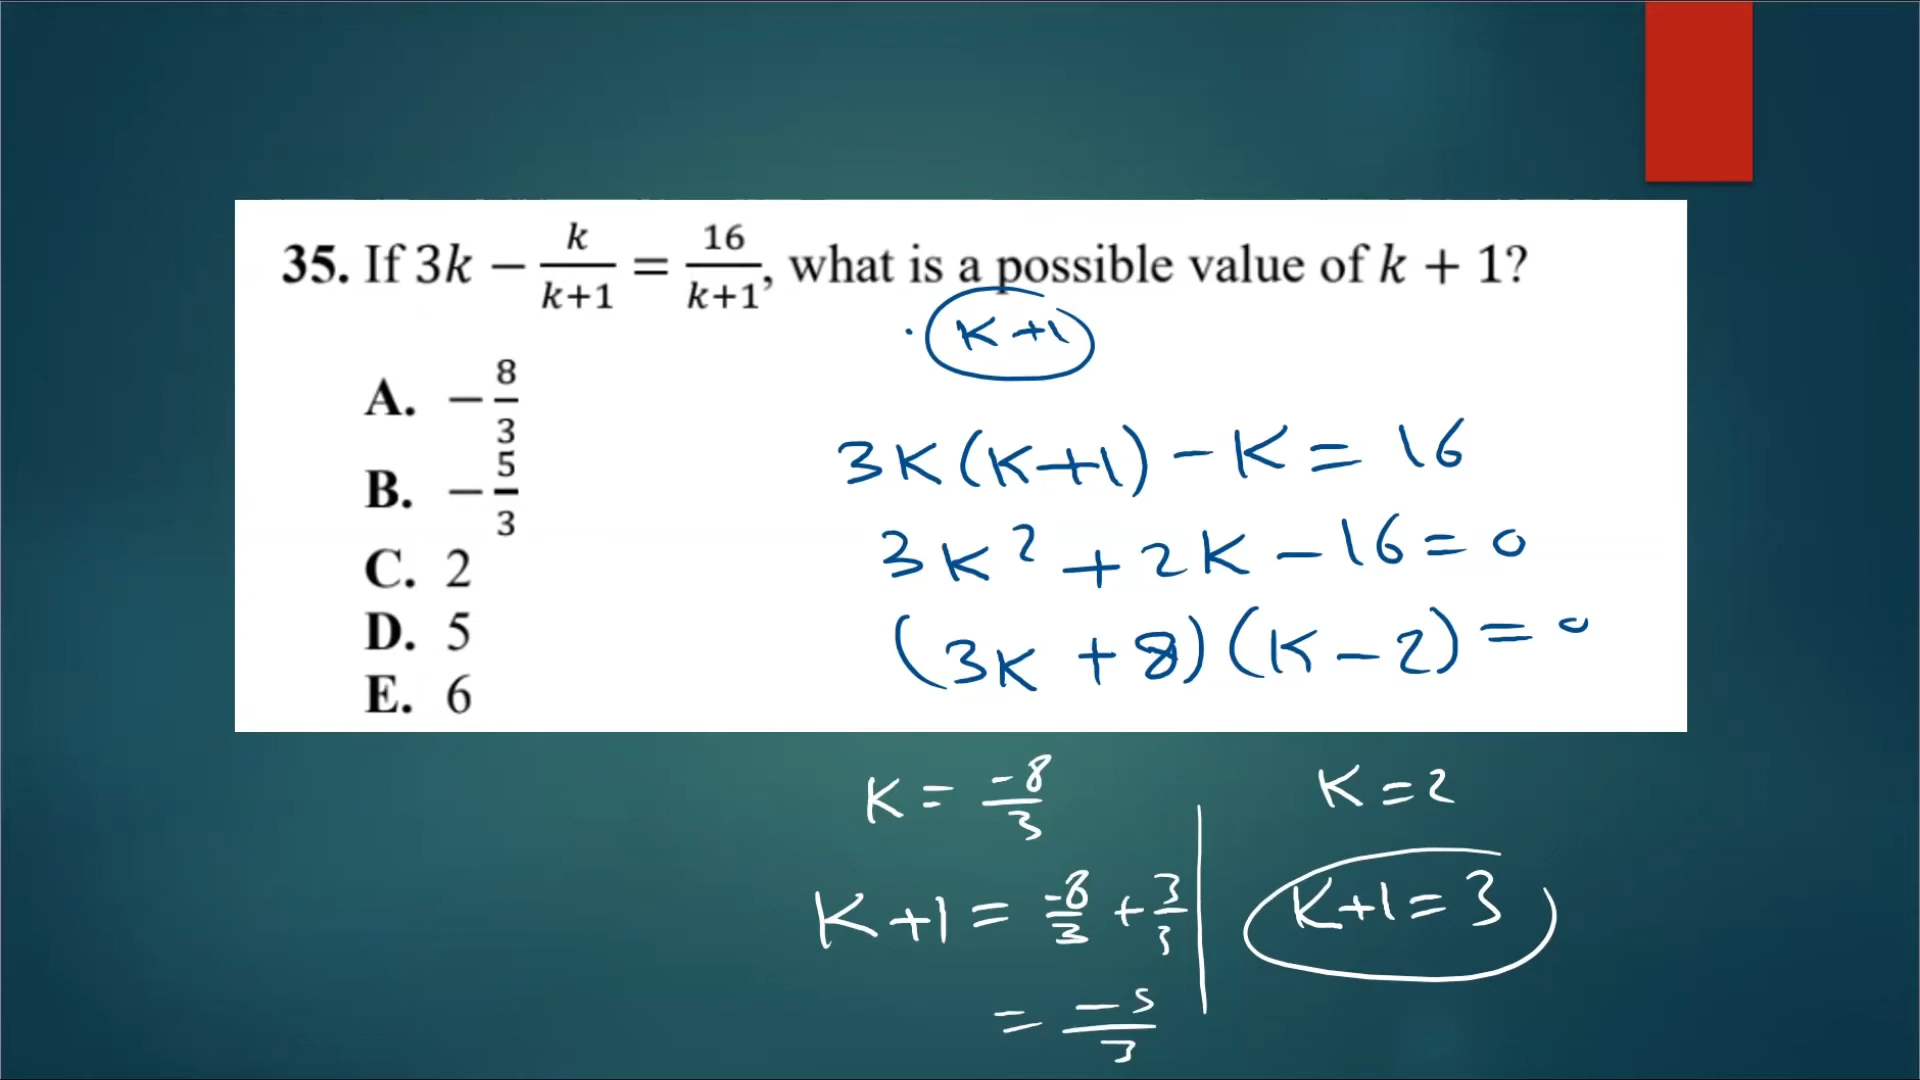 35. If 3k − k/k+1 = 16/k+1, what is a possible value of k + 1?
· K+1
A. −8/3
B. −5/3
C. 2
D. 5
E. 6
3K(K+1) − K = 16
3K² + 2K − 16 = 0
(3K + 8)(K − 2) = 0
K = −8/3
K = 2
K+1 = −8/3 + 3/3
K+1 = 3
= −5/3